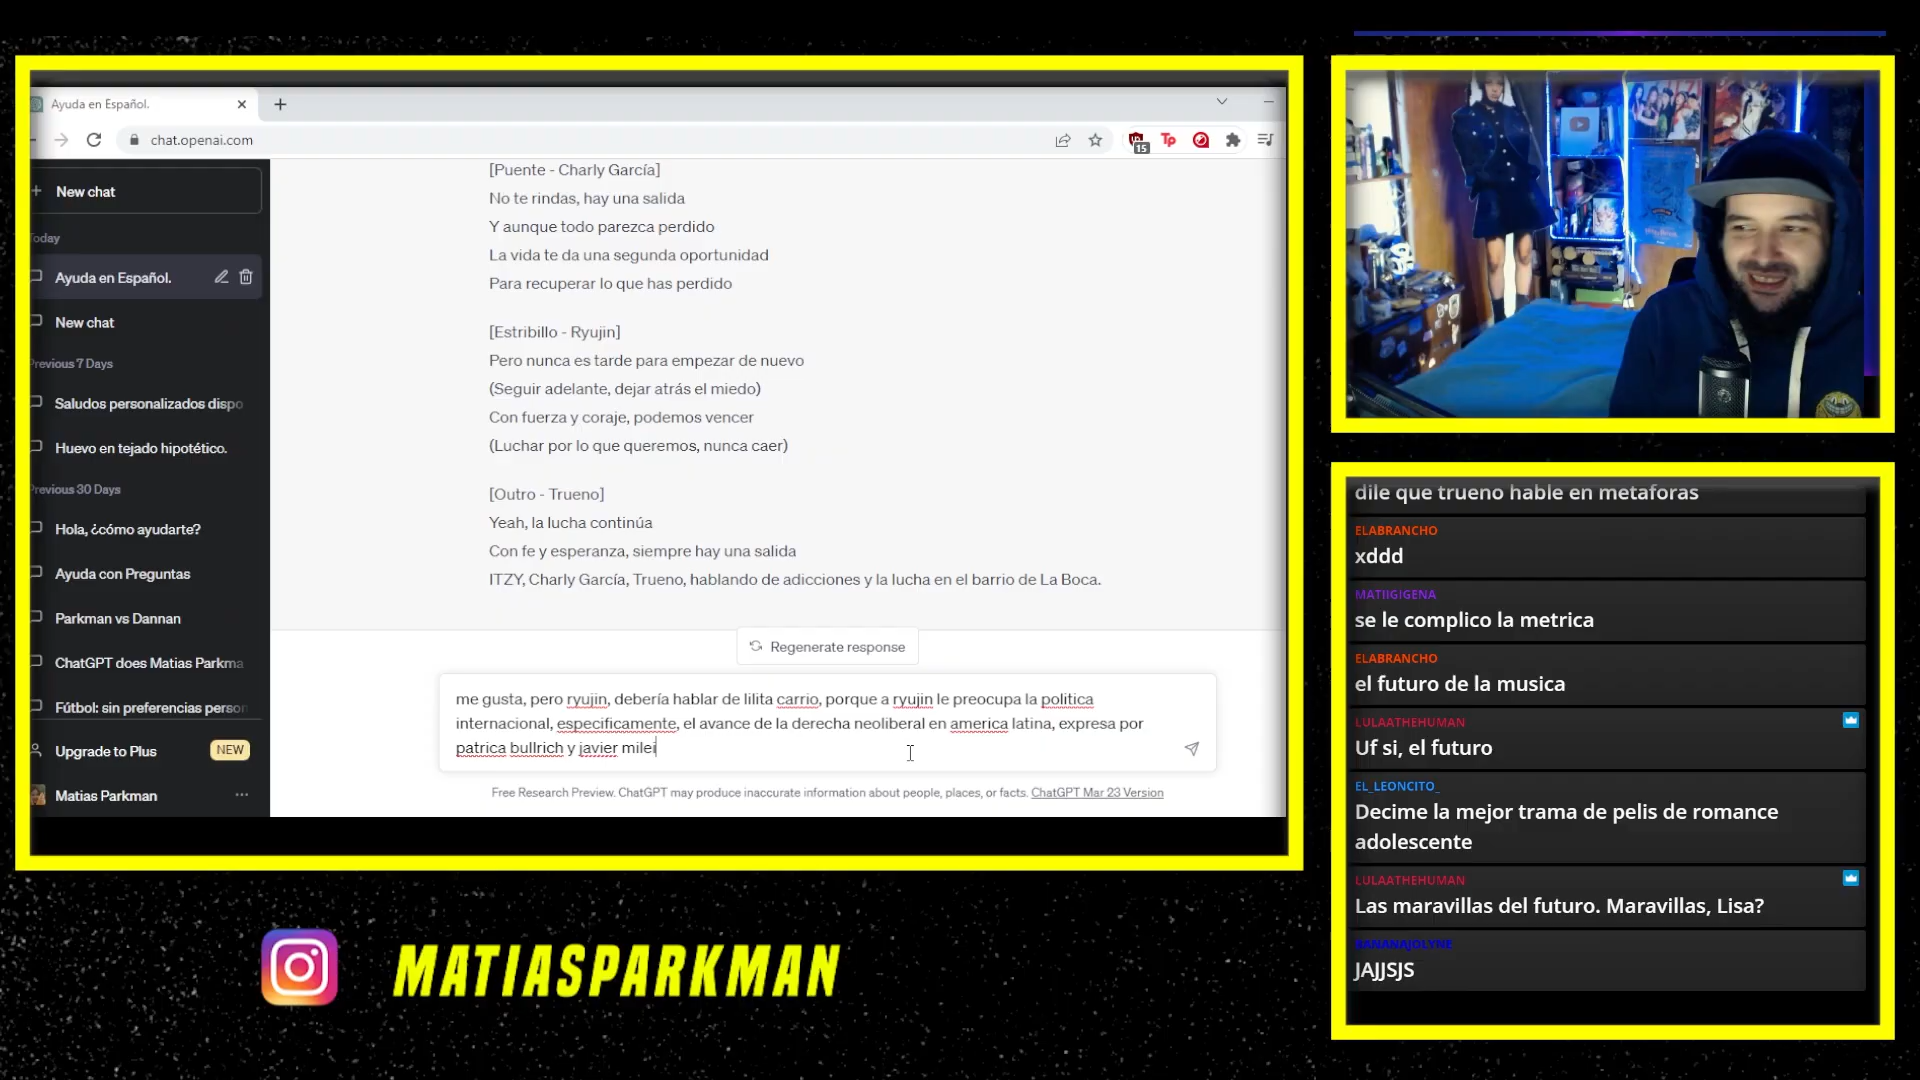 Ayuda en Español.
chat.openai.com
15
Tp
New chat
Today
Ayuda en Español.
New chat
Previous 7 Days
Saludos personalizados dispo
Huevo en tejado hipotético.
Previous 30 Days
Hola, ¿cómo ayudarte?
Ayuda con Preguntas
Parkman vs Dannan
ChatGPT does Matias Parkma
Fútbol: sin preferencias person
Upgrade to Plus
NEW
Matias Parkman
[Puente - Charly García]
No te rindas, hay una salida
Y aunque todo parezca perdido
La vida te da una segunda oportunidad
Para recuperar lo que has perdido
[Estribillo - Ryujin]
Pero nunca es tarde para empezar de nuevo
(Seguir adelante, dejar atrás el miedo)
Con fuerza y coraje, podemos vencer
(Luchar por lo que queremos, nunca caer)
[Outro - Trueno]
Yeah, la lucha continúa
Con fe y esperanza, siempre hay una salida
ITZY, Charly García, Trueno, hablando de adicciones y la lucha en el barrio de La Boca.
Regenerate response
me gusta, pero ryujin, debería hablar de lilita carrio, porque a ryujin le preocupa la politica
internacional, especificamente, el avance de la derecha neoliberal en america latina, expresa por
patrica bullrich y javier milei
Free Research Preview. ChatGPT may produce inaccurate information about people, places, or facts. ChatGPT Mar 23 Version
dile que trueno hable en metaforas
ELABRANCHO
xddd
MATIIGIGENA
se le complico la metrica
ELABRANCHO
el futuro de la musica
LULAATHEHUMAN
Uf si, el futuro
EL_LEONCITO_
Decime la mejor trama de pelis de romance
adolescente
LULAATHEHUMAN
Las maravillas del futuro. Maravillas, Lisa?
BANANAJOLYNE
JAJJSJS
MATIASPARKMAN